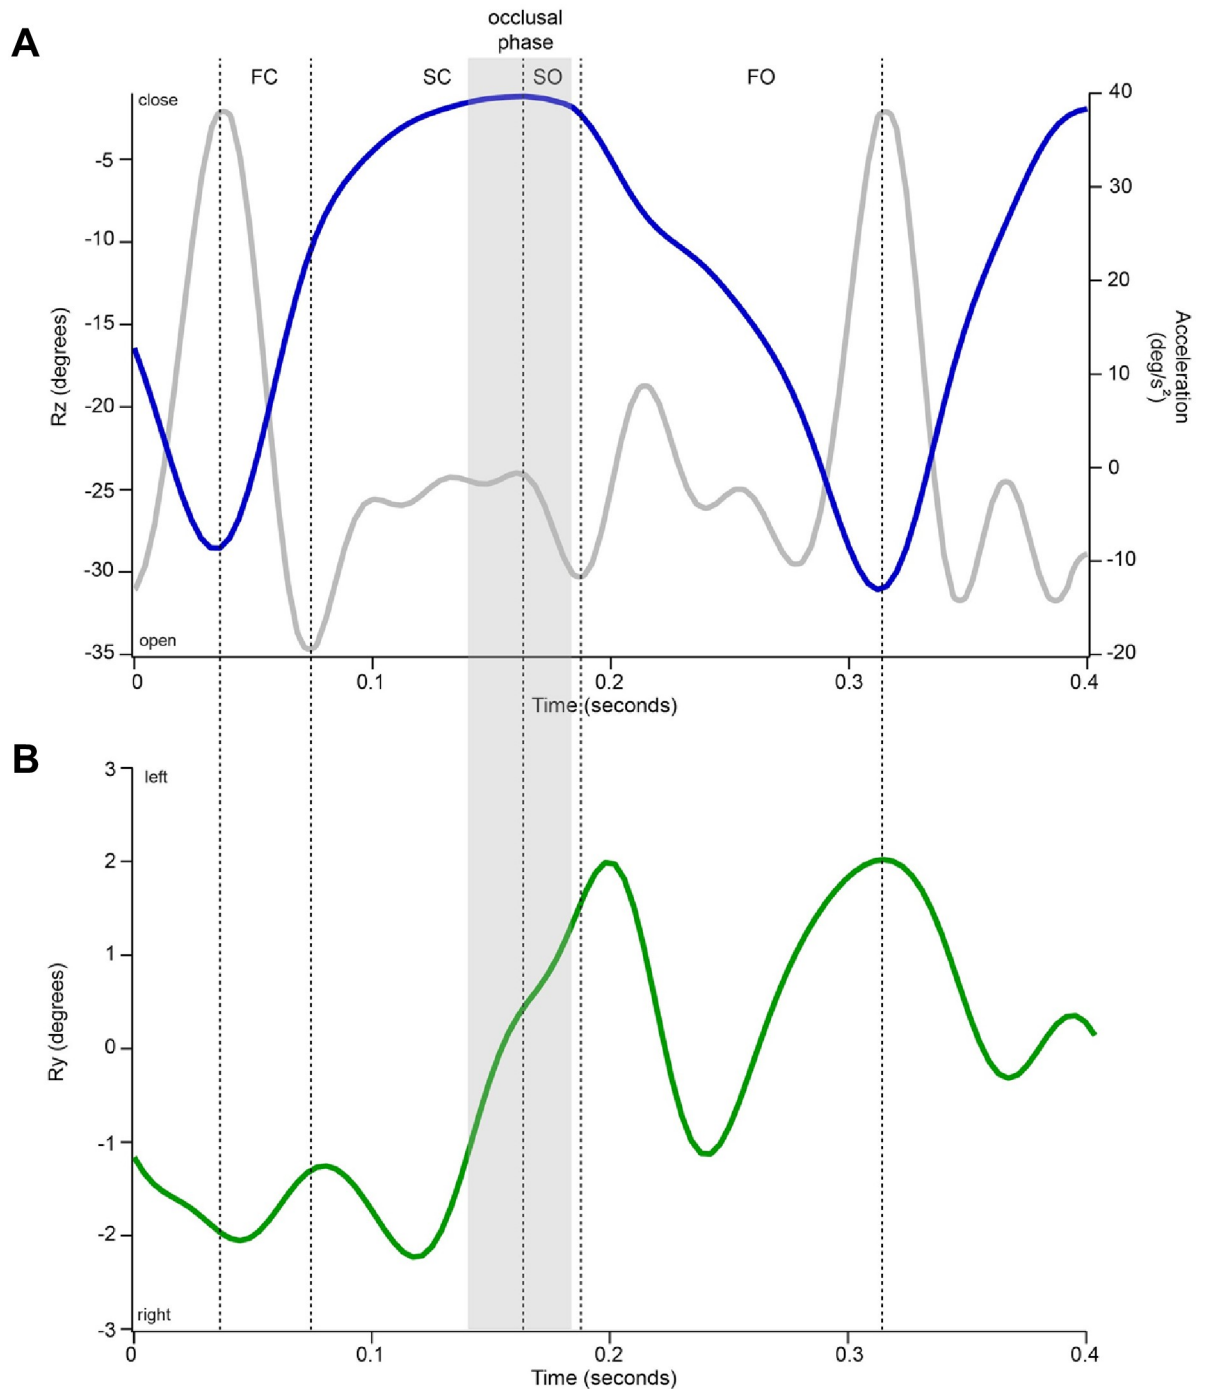 A
occlusal
phase
FC
SC
SO
FO
close
40
-5
30
-10
20
-15
Rz (degrees)
Acceleration
(deg/s²)
10
-20
0
-25
-10
-30
open
-35
-20
0
0.1
0.2
0.3
0.4
Time (seconds)
B
3
left
2
1
Ry (degrees)
0
-1
-2
right
-3
0
0.1
0.2
0.3
0.4
Time (seconds)